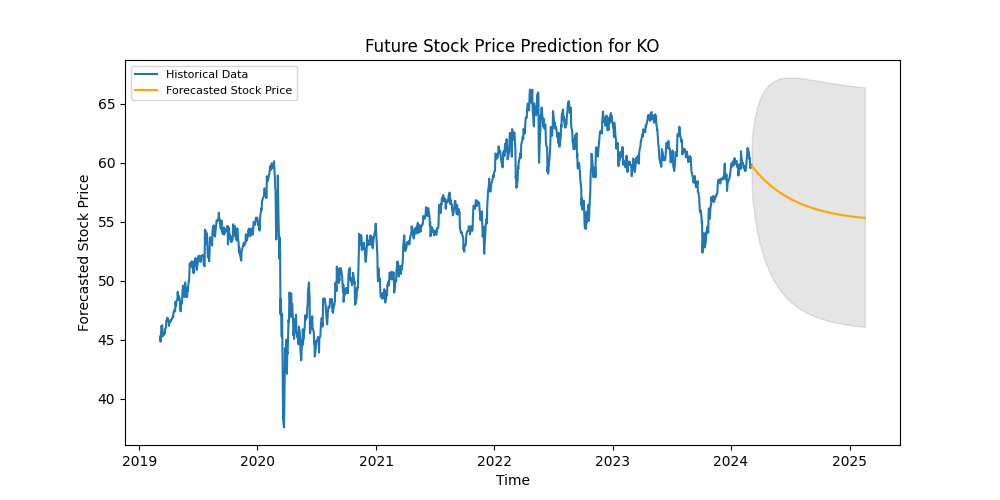 Future Stock Price Prediction for KO
Historical Data
Forecasted Stock Price
Forecasted Stock Price
65
60
55
50
45
40
2019
2020
2021
2022
2023
2024
2025
Time